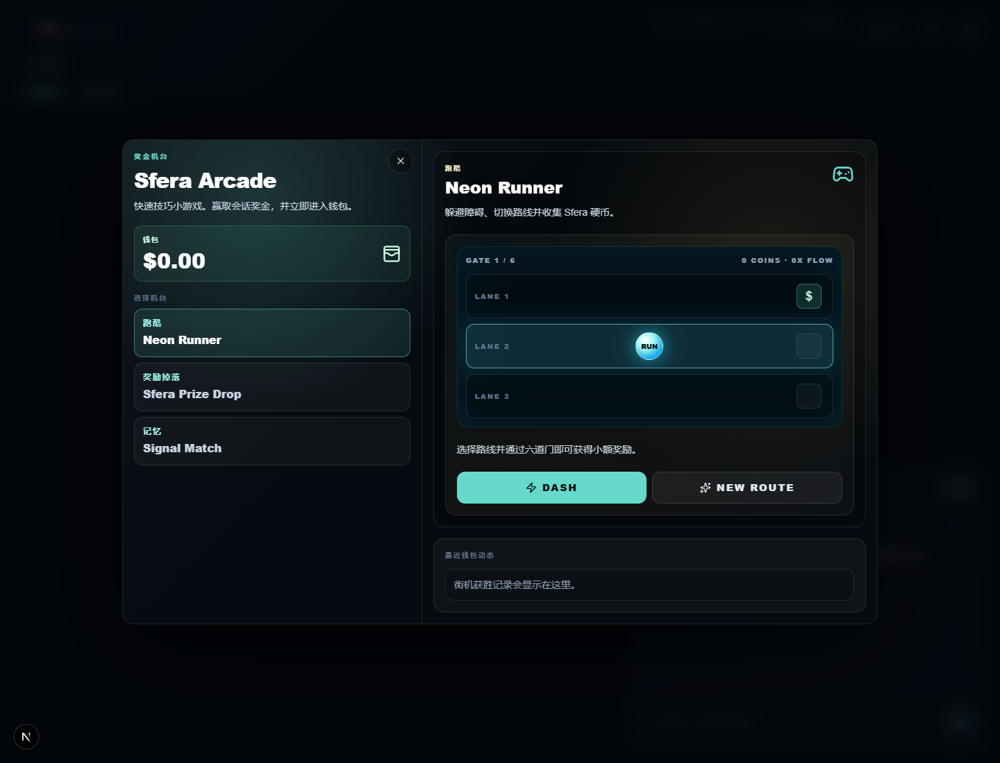 奖金机台
Sfera Arcade
快速技巧小游戏。赢取会话奖金，并立即进入钱包。
钱包
$0.00
选择机台
跑酷
Neon Runner
奖励掉落
Sfera Prize Drop
记忆
Signal Match
跑酷
Neon Runner
躲避障碍、切换路线并收集 Sfera 硬币。
GATE 1 / 6
0 COINS · 0X FLOW
LANE 1
$
LANE 2
RUN
LANE 3
选择路线并通过六道门即可获得小额奖励。
DASH
NEW ROUTE
最近钱包动态
街机获胜记录会显示在这里。
N